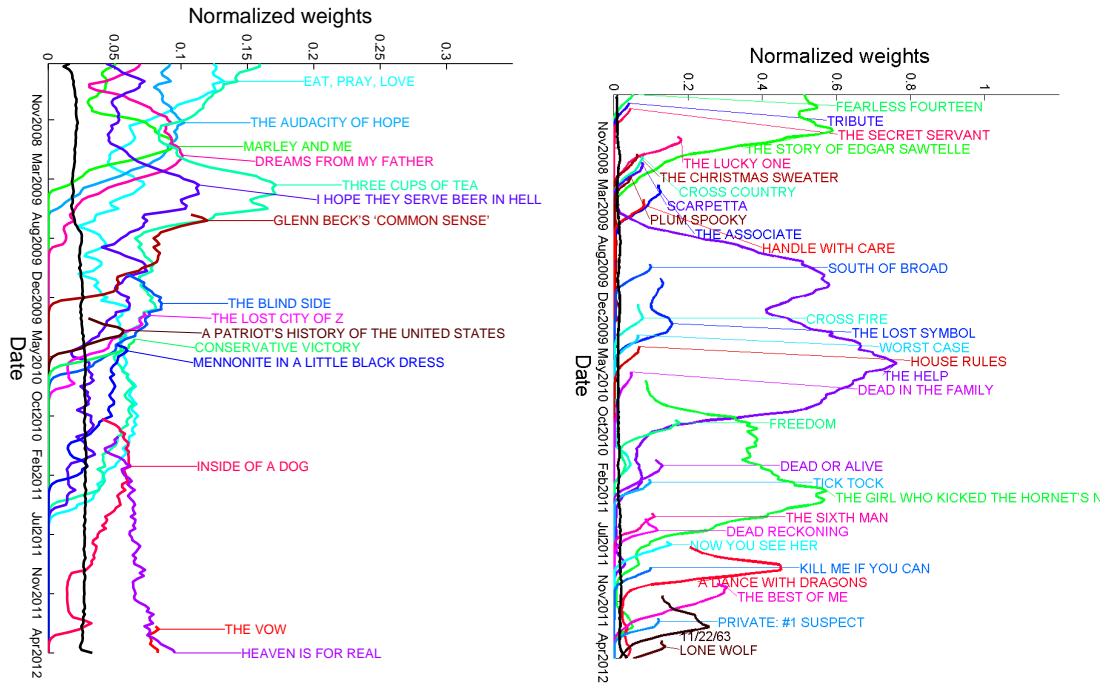 Normalized weights
0
0.05
0.1
0.15
0.2
0.25
0.3
Nov2008
Mar2009
Aug2009
Dec2009
May2010
Oct2010
Feb2011
Jul2011
Nov2011
Apr2012
Date
EAT, PRAY, LOVE
THE AUDACITY OF HOPE
MARLEY AND ME
DREAMS FROM MY FATHER
THREE CUPS OF TEA
I HOPE THEY SERVE BEER IN HELL
GLENN BECK'S ‘COMMON SENSE’
THE BLIND SIDE
THE LOST CITY OF Z
A PATRIOT'S HISTORY OF THE UNITED STATES
CONSERVATIVE VICTORY
MENNONITE IN A LITTLE BLACK DRESS
INSIDE OF A DOG
THE VOW
HEAVEN IS FOR REAL
Normalized weights
0
0.2
0.4
0.6
0.8
1
Nov2008
Mar2009
Aug2009
Dec2009
May2010
Oct2010
Feb2011
Jul2011
Nov2011
Apr2012
Date
FEARLESS FOURTEEN
TRIBUTE
THE SECRET SERVANT
THE STORY OF EDGAR SAWTELLE
THE LUCKY ONE
THE CHRISTMAS SWEATER
CROSS COUNTRY
SCARPETTA
PLUM SPOOKY
THE ASSOCIATE
HANDLE WITH CARE
SOUTH OF BROAD
CROSS FIRE
THE LOST SYMBOL
WORST CASE
HOUSE RULES
THE HELP
DEAD IN THE FAMILY
FREEDOM
DEAD OR ALIVE
TICK TOCK
THE GIRL WHO KICKED THE HORNET'S N
THE SIXTH MAN
DEAD RECKONING
NOW YOU SEE HER
KILL ME IF YOU CAN
A DANCE WITH DRAGONS
THE BEST OF ME
PRIVATE: #1 SUSPECT
11/22/63
LONE WOLF